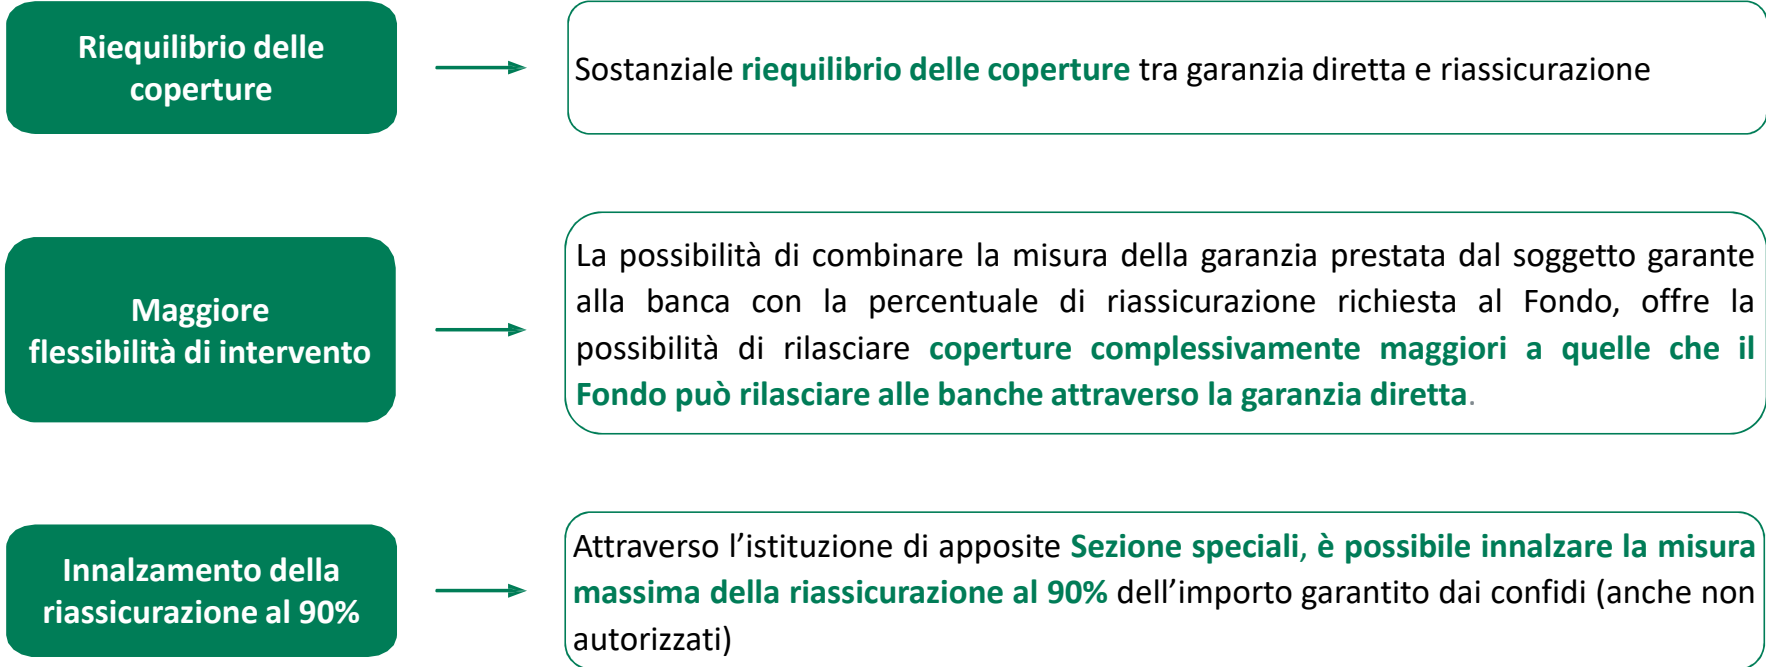 Riequilibrio delle
coperture
Sostanziale riequilibrio delle coperture tra garanzia diretta e riassicurazione
Maggiore
flessibilità di intervento
La possibilità di combinare la misura della garanzia prestata dal soggetto garante
alla banca con la percentuale di riassicurazione richiesta al Fondo, offre la
possibilità di rilasciare coperture complessivamente maggiori a quelle che il
Fondo può rilasciare alle banche attraverso la garanzia diretta.
Innalzamento della
riassicurazione al 90%
Attraverso l’istituzione di apposite Sezione speciali, è possibile innalzare la misura
massima della riassicurazione al 90% dell’importo garantito dai confidi (anche non
autorizzati)